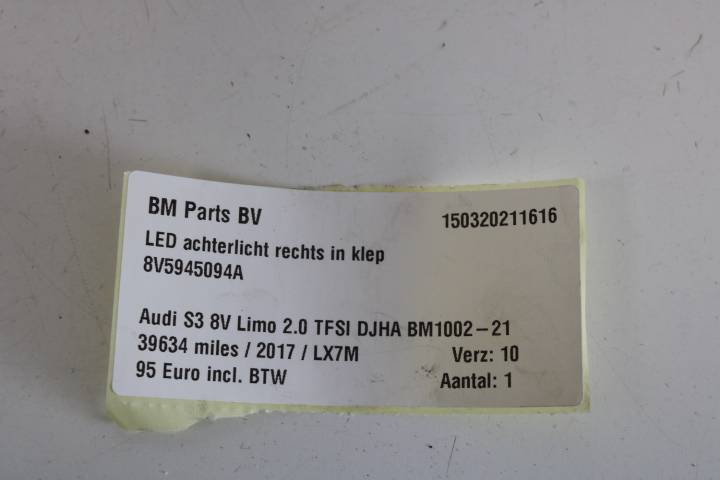 BM Parts BV 150320211616
LED achterlicht rechts in klep
8V5945094A
Audi S3 8V Limo 2.0 TFSI DJHA BM1002-21
39634 miles / 2017 / LX7M Verz: 10
95 Euro incl. BTW Aantal: 1